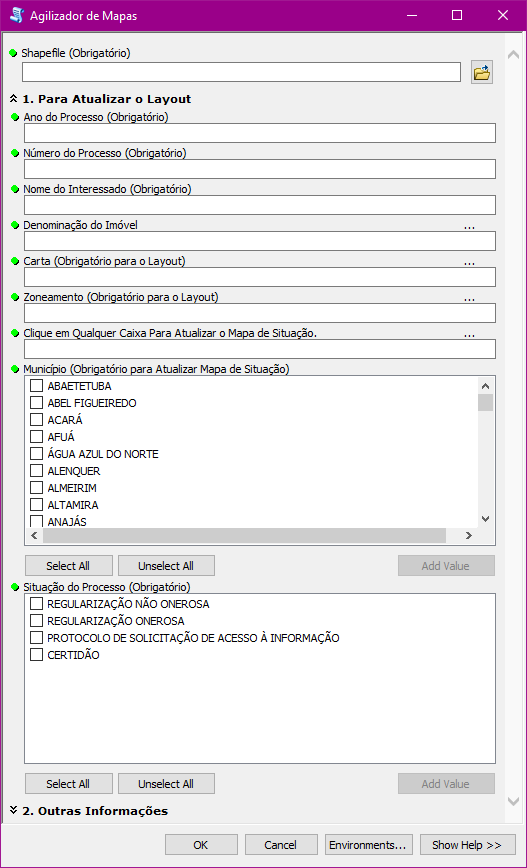 Agilizador de Mapas
Shapefile (Obrigatório)
1. Para Atualizar o Layout
Ano do Processo (Obrigatório)
Número do Processo (Obrigatório)
Nome do Interessado (Obrigatório)
Denominação do Imóvel ...
Carta (Obrigatório para o Layout) ...
Zoneamento (Obrigatório para o Layout) ...
Clique em Qualquer Caixa Para Atualizar o Mapa de Situação. ...
Município (Obrigatório para Atualizar Mapa de Situação)
ABAETETUBA
ABEL FIGUEIREDO
ACARÁ
AFUÁ
ÁGUA AZUL DO NORTE
ALENQUER
ALMEIRIM
ALTAMIRA
ANAJÁS
Select All Unselect All Add Value
Situação do Processo (Obrigatório)
REGULARIZAÇÃO NÃO ONEROSA
REGULARIZAÇÃO ONEROSA
PROTOCOLO DE SOLICITAÇÃO DE ACESSO À INFORMAÇÃO
CERTIDÃO
Select All Unselect All Add Value
2. Outras Informações
OK Cancel Environments... Show Help >>